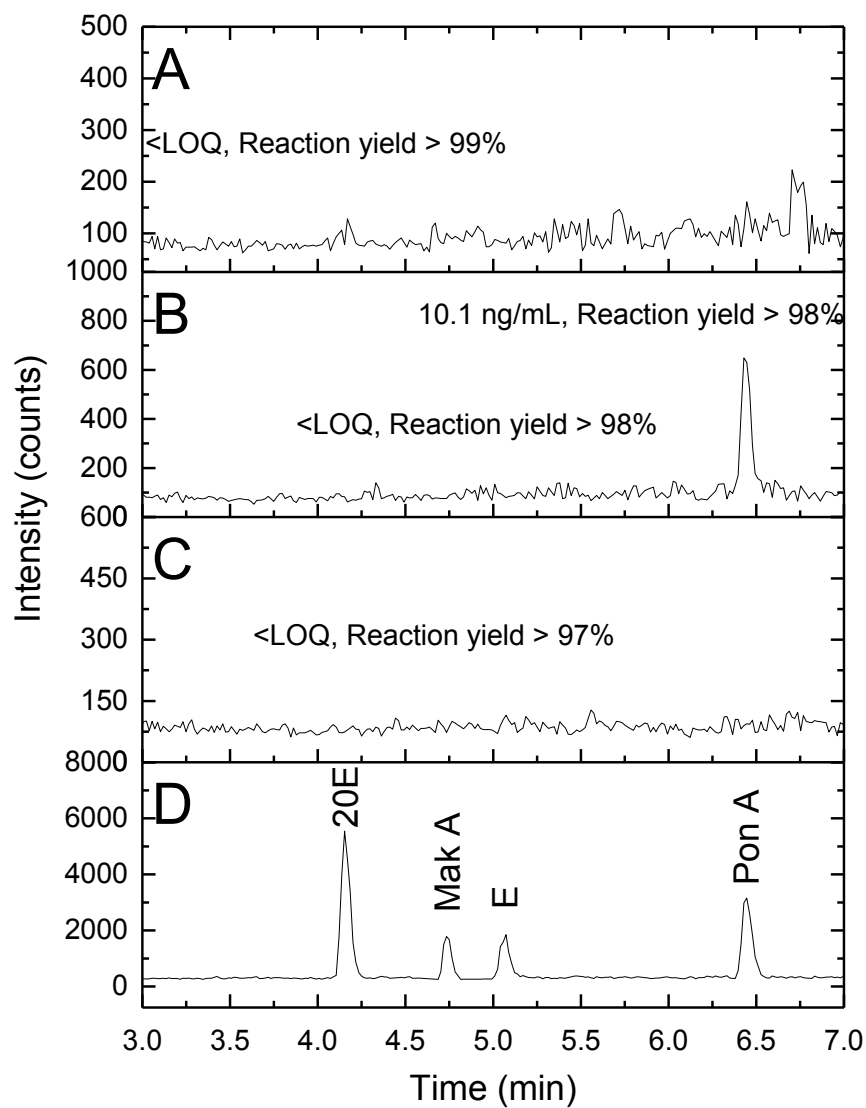 500
A
400
300
<LOQ, Reaction yield > 99%
200
100
1000
B
10.1 ng/mL, Reaction yield > 98%
800
600
400
<LOQ, Reaction yield > 98%
200
600
C
450
300
<LOQ, Reaction yield > 97%
150
8000
D
20E
Mak A
E
Pon A
6000
4000
2000
0
3.0 3.5 4.0 4.5 5.0 5.5 6.0 6.5 7.0
Time (min)
Intensity (counts)